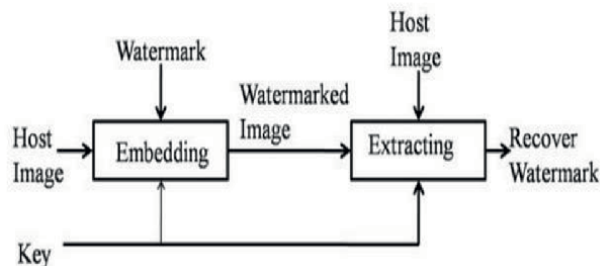 Host
Image
Watermark
Watermarked
Image
Host
Image
Embedding
Extracting
Recover
Watermark
Key